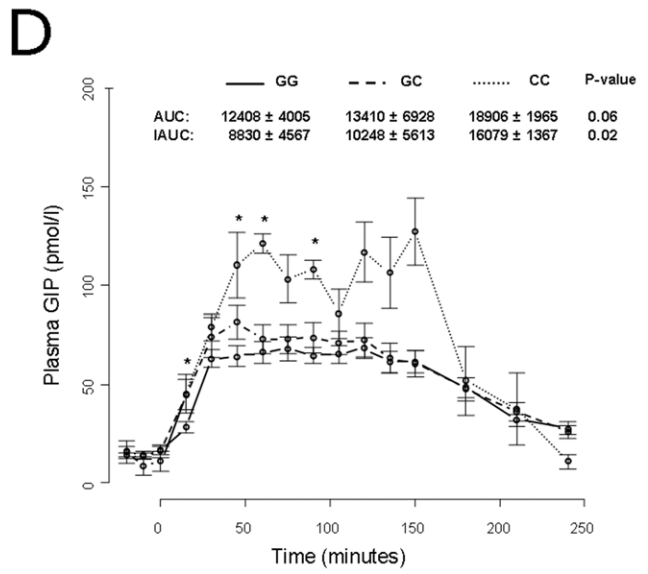 D
GG GC CC P-value
AUC: 12408 ± 4005 13410 ± 6928 18906 ± 1965 0.06
IAUC: 8830 ± 4567 10248 ± 5613 16079 ± 1367 0.02
200
150
100
50
0
Plasma GIP (pmol/l)
* * *
*
0 50 100 150 200 250
Time (minutes)